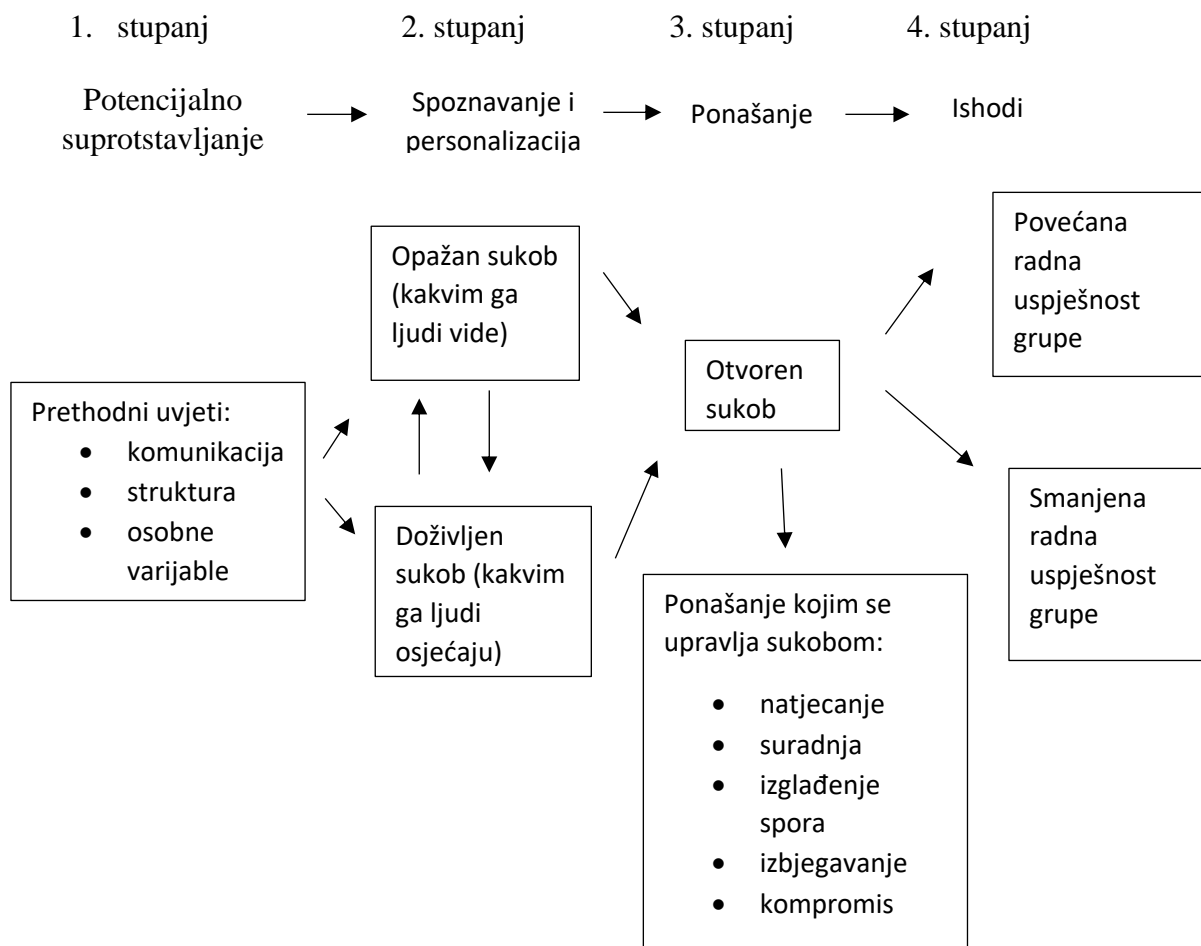 1. stupanj 2. stupanj 3. stupanj 4. stupanj
Potencijalno
suprotstavljanje
Spoznavanje i
personalizacija
Ponašanje
Ishodi
Opažan sukob
(kakvim ga
ljudi vide)
Povećana
radna
uspješnost
grupe
Otvoren
sukob
Prethodni uvjeti:
• komunikacija
• struktura
• osobne
varijable
Doživljen
sukob (kakvim
ga ljudi
osjećaju)
Smanjena
radna
uspješnost
grupe
Ponašanje kojim se
upravlja sukobom:
• natjecanje
• suradnja
• izglađenje
spora
• izbjegavanje
• kompromis